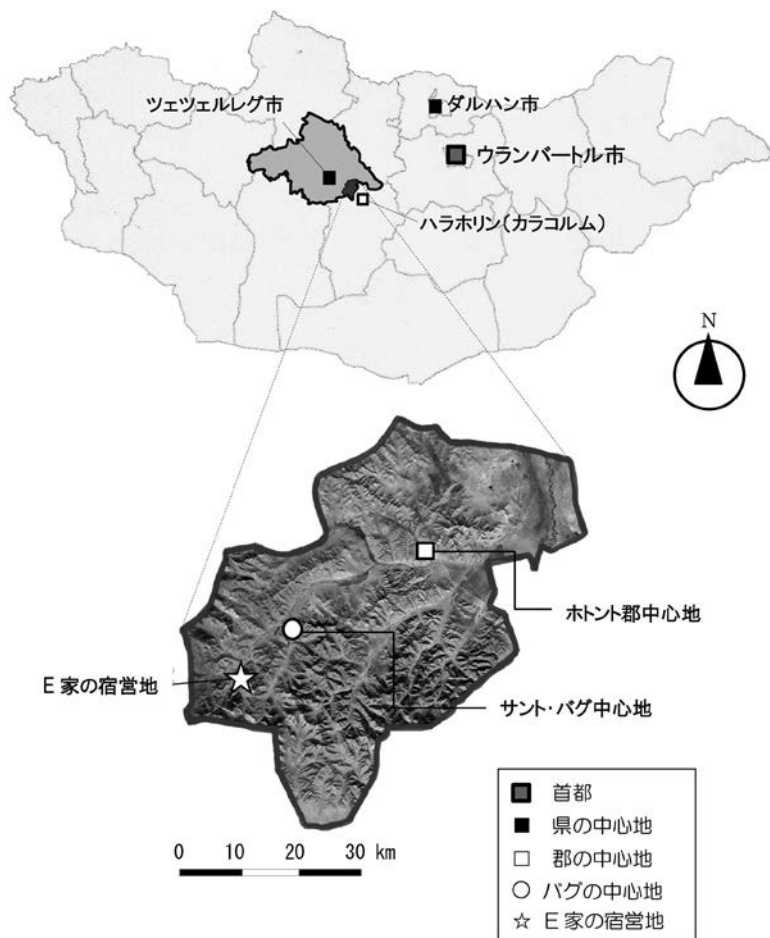 ツェツェルレグ市
ダルハン市
ウランバートル市
ハラホリン(カラコルム)
N
ホトント郡中心地
E家の宿営地
サント・バグ中心地
0 10 20 30 km
首都
県の中心地
郡の中心地
バグの中心地
E家の宿営地